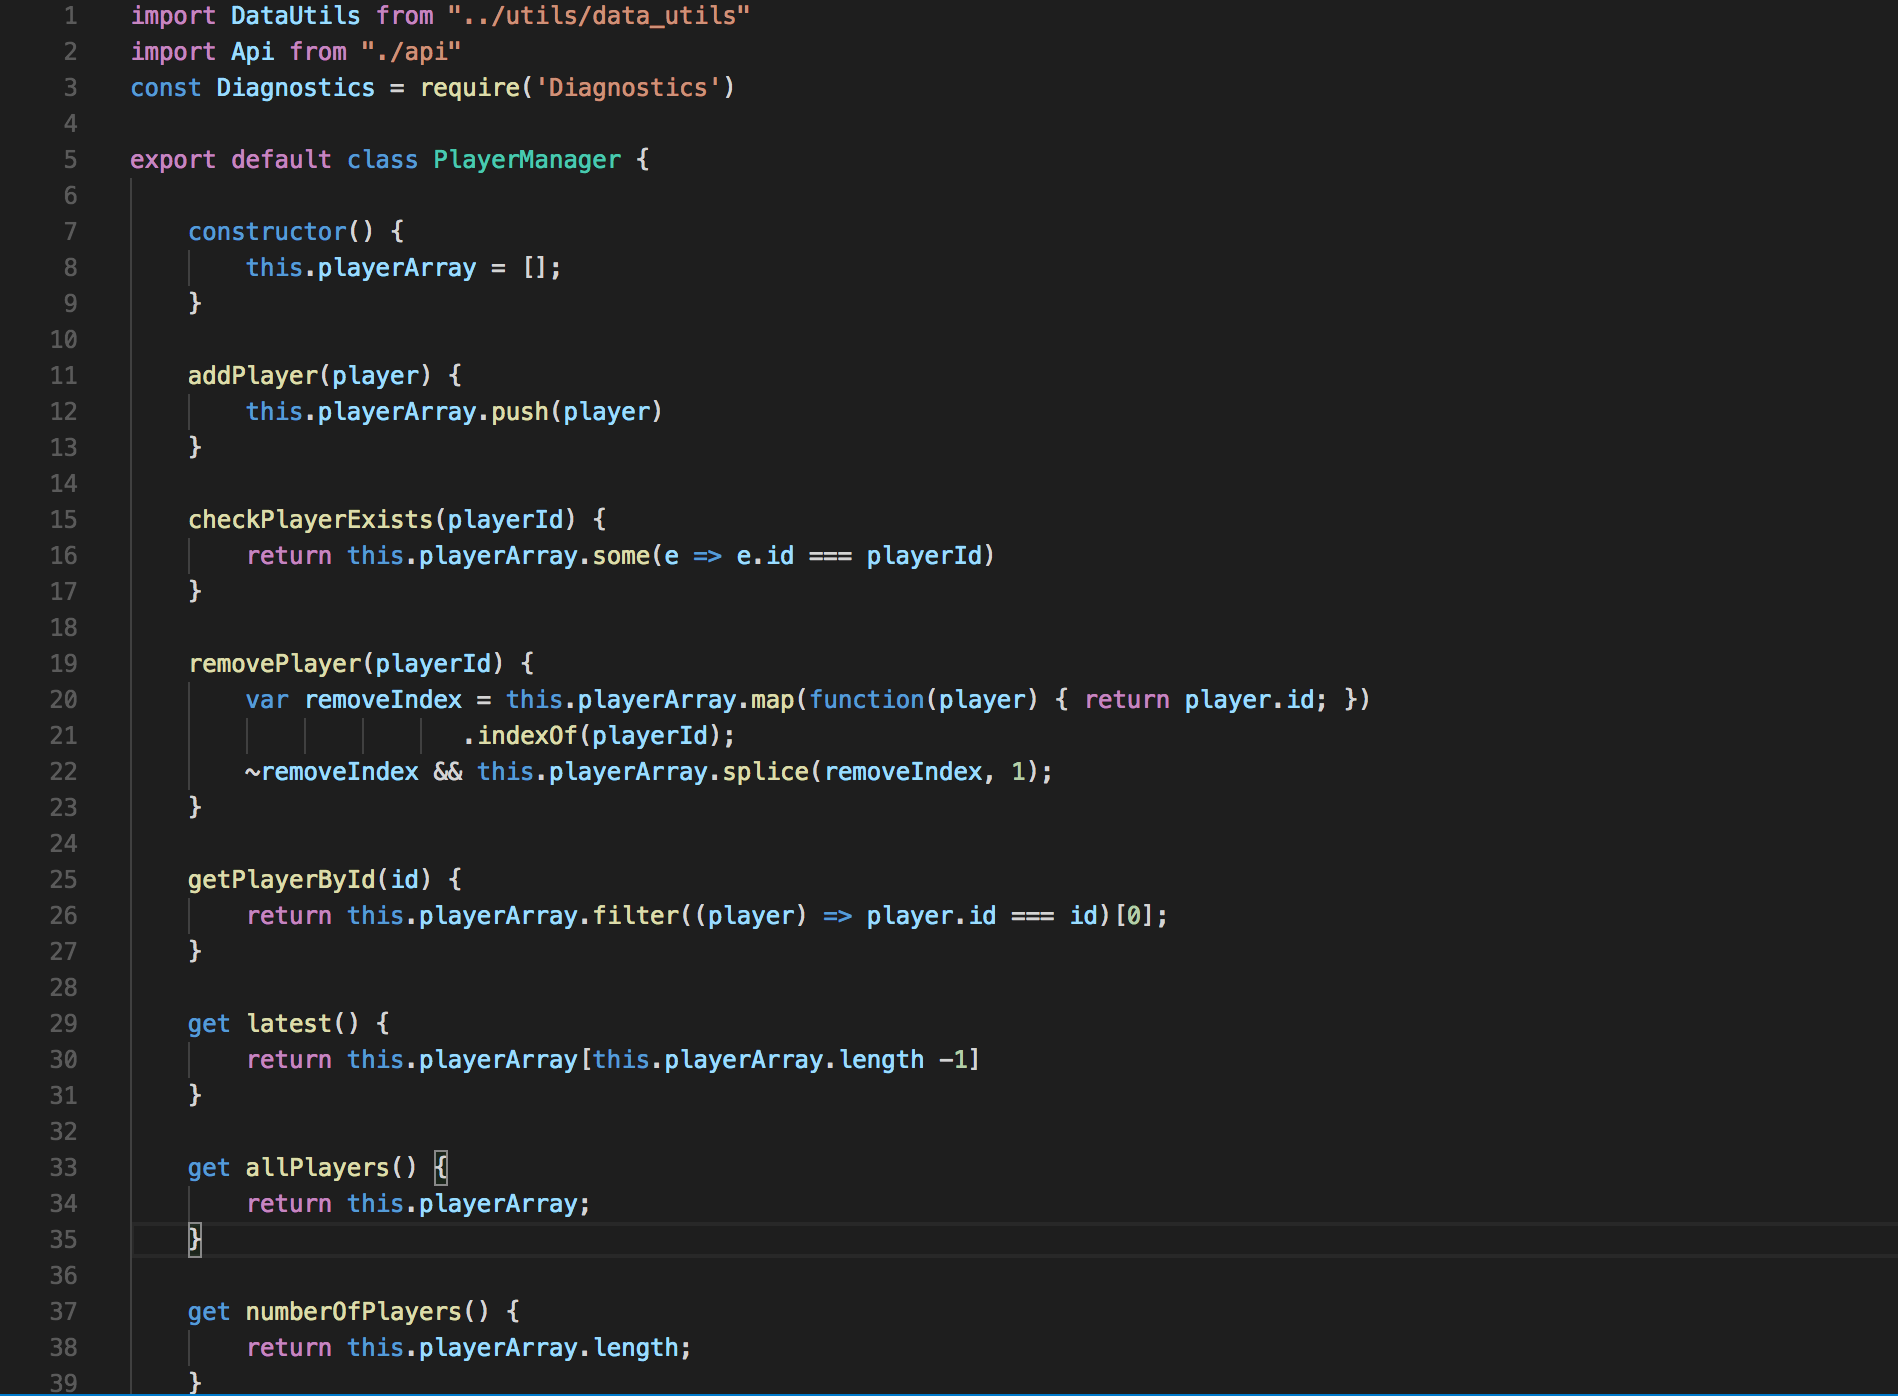 1 import DataUtils from "../utils/data_utils"
2 import Api from "./api"
3 const Diagnostics = require('Diagnostics')
4
5 export default class PlayerManager {
6
7     constructor() {
8         this.playerArray = [];
9     }
10
11     addPlayer(player) {
12         this.playerArray.push(player)
13     }
14
15     checkPlayerExists(playerId) {
16         return this.playerArray.some(e => e.id === playerId)
17     }
18
19     removePlayer(playerId) {
20         var removeIndex = this.playerArray.map(function(player) { return player.id; })
21                        .indexOf(playerId);
22         ~removeIndex && this.playerArray.splice(removeIndex, 1);
23     }
24
25     getPlayerById(id) {
26         return this.playerArray.filter((player) => player.id === id)[0];
27     }
28
29     get latest() {
30         return this.playerArray[this.playerArray.length -1]
31     }
32
33     get allPlayers() {
34         return this.playerArray;
35     }
36
37     get numberOfPlayers() {
38         return this.playerArray.length;
39     }